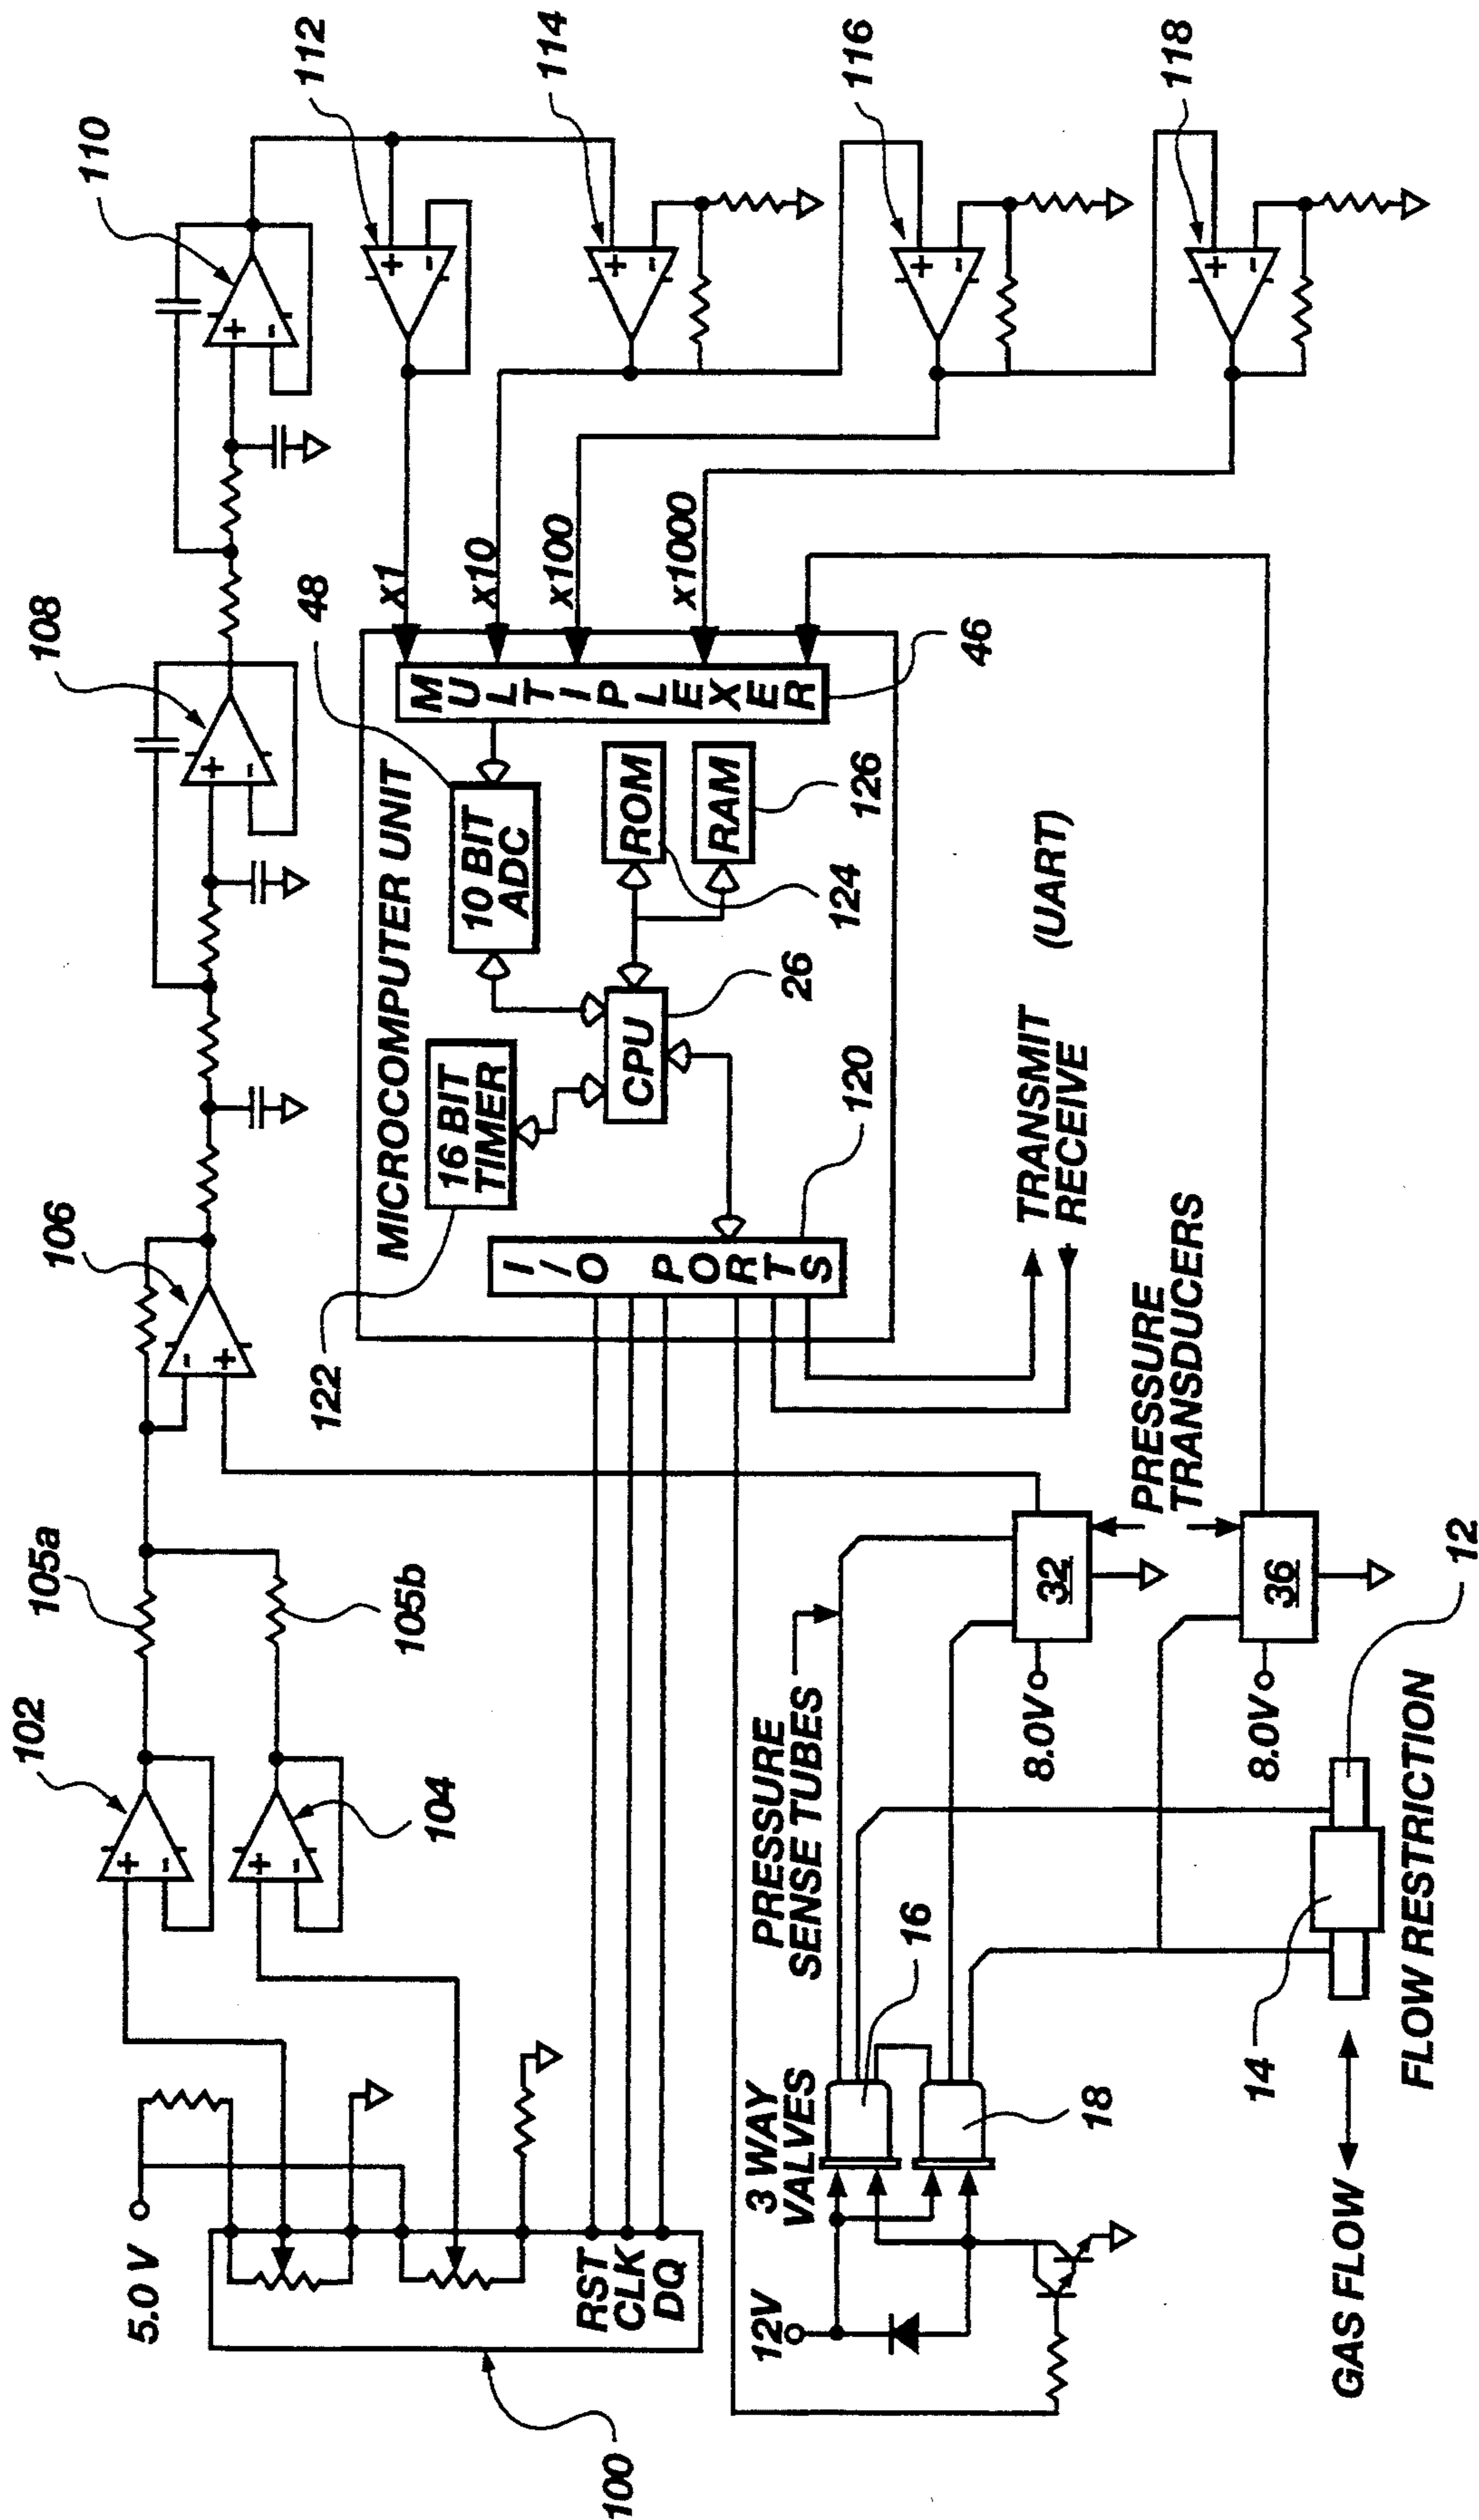 102
105a
106
108
110
112
114
116
118
5.0 V
104
105b
122
MICROCOMPUTER UNIT
48
x1
x10
x100
x1000
16 BIT
TIMER
10 BIT
ADC
MULTIPLEXER
46
CPU
26
ROM
124
RAM
126
I/O PORTS
120
RST
CLK
DQ
100
TRANSMIT
RECEIVE
(UART)
12V
3 WAY
VALVES
16
18
PRESSURE
SENSE TUBES
32
36
8.0V
8.0V
PRESSURE
TRANSDUCERS
12
14
GAS FLOW
FLOW RESTRICTION
+
-
+
-
-
+
+
-
+
-
+
-
+
-
+
-
+
-